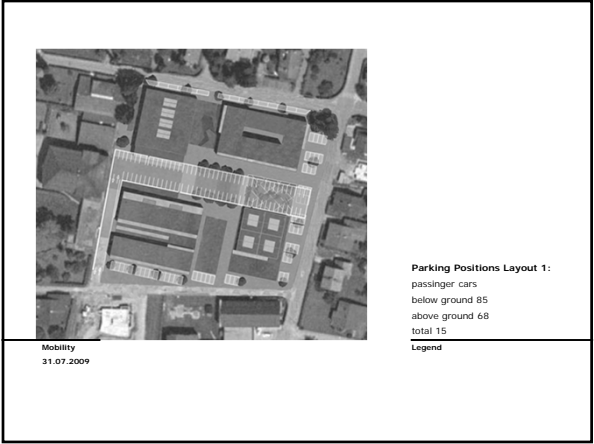 Parking Positions Layout 1:
passinger cars
below ground 85
above ground 68
total 15
Mobility
31.07.2009
Legend